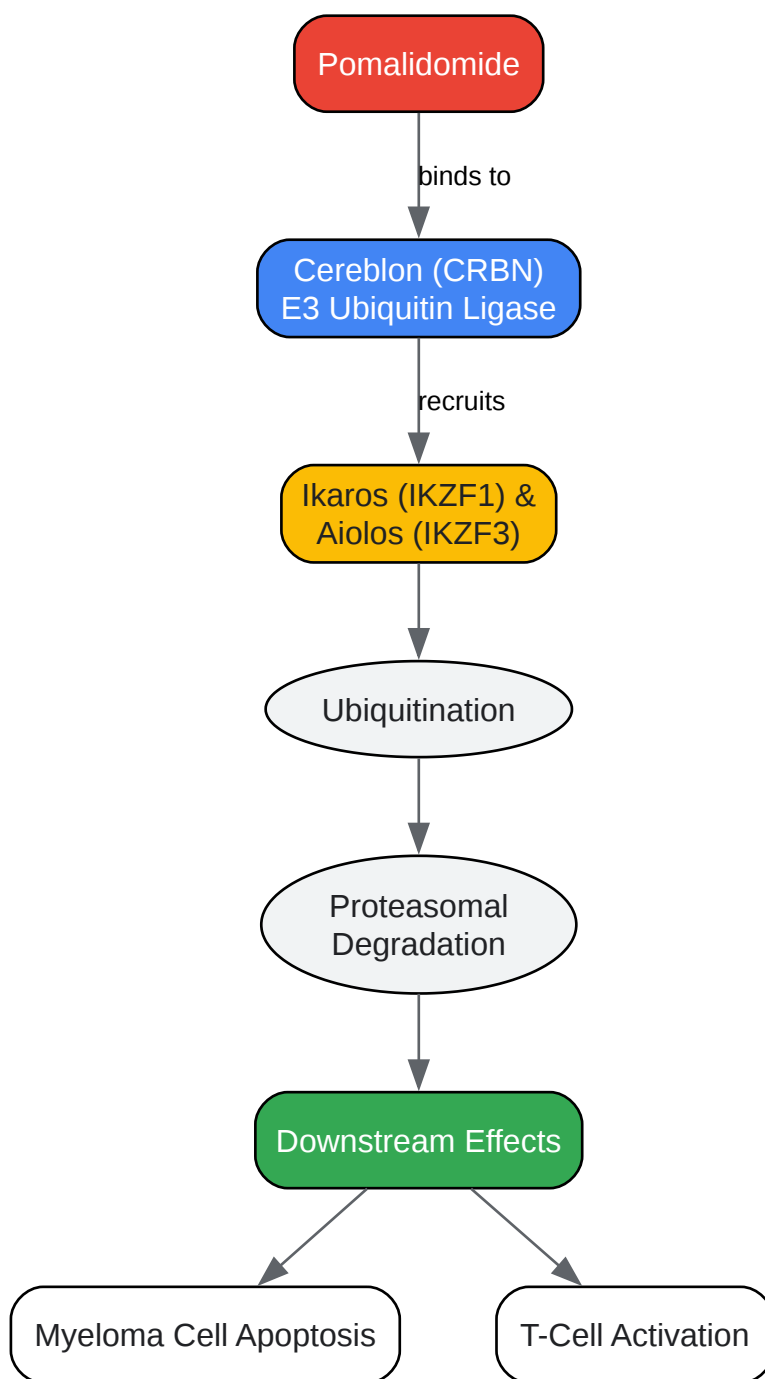 Pomalidomide
binds to
Cereblon (CRBN)
E3 Ubiquitin Ligase
recruits
Ikaros (IKZF1) &
Aiolos (IKZF3)
Ubiquitination
Proteasomal
Degradation
Downstream Effects
Myeloma Cell Apoptosis
T-Cell Activation